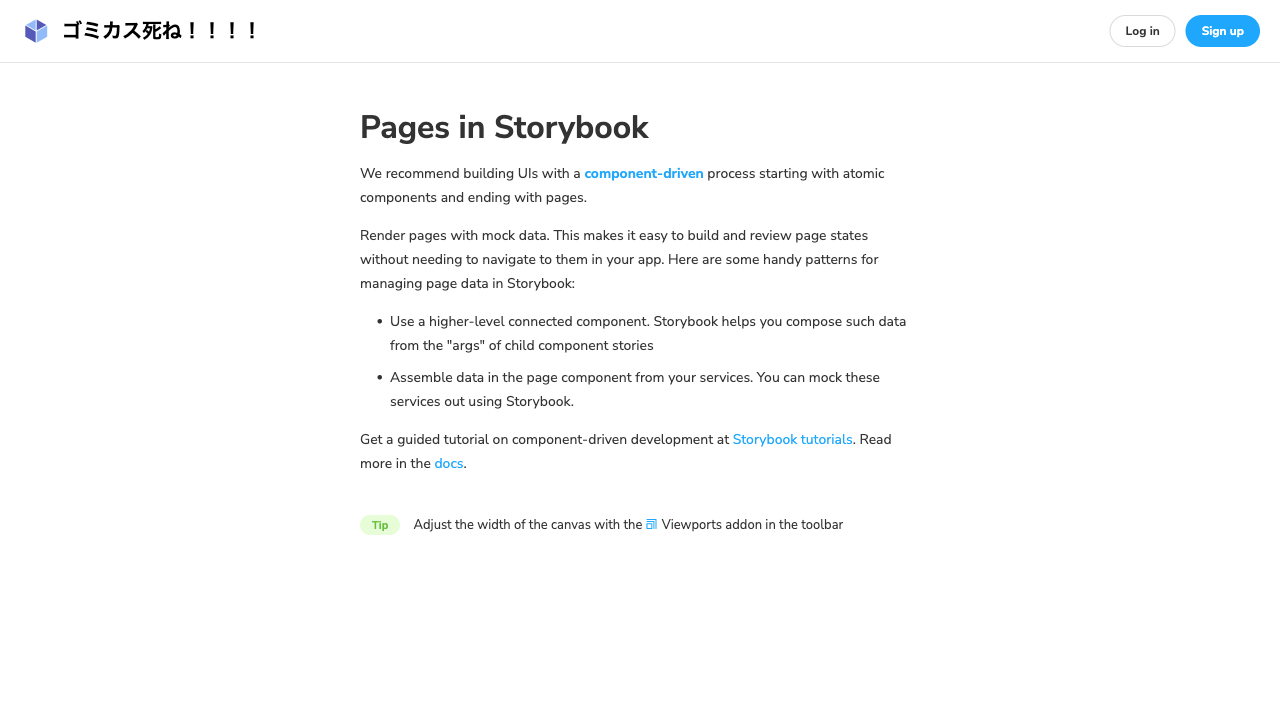 ゴミカス死ね！！！！
Log in
Sign up
Pages in Storybook
We recommend building UIs with a component-driven process starting with atomic
components and ending with pages.
Render pages with mock data. This makes it easy to build and review page states
without needing to navigate to them in your app. Here are some handy patterns for
managing page data in Storybook:
• Use a higher-level connected component. Storybook helps you compose such data
from the "args" of child component stories
• Assemble data in the page component from your services. You can mock these
services out using Storybook.
Get a guided tutorial on component-driven development at Storybook tutorials. Read
more in the docs.
Tip
Adjust the width of the canvas with the Viewports addon in the toolbar